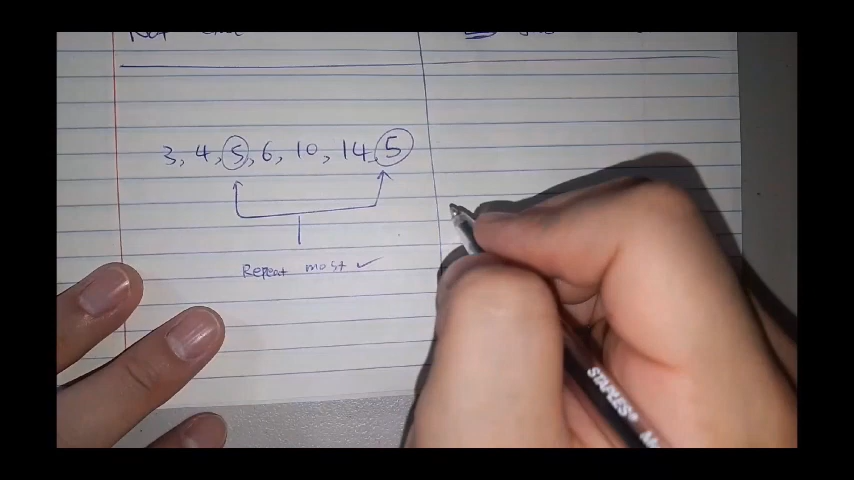 3, 4, 5, 6, 10, 14, 5
Repeat most ✓
STAPLES